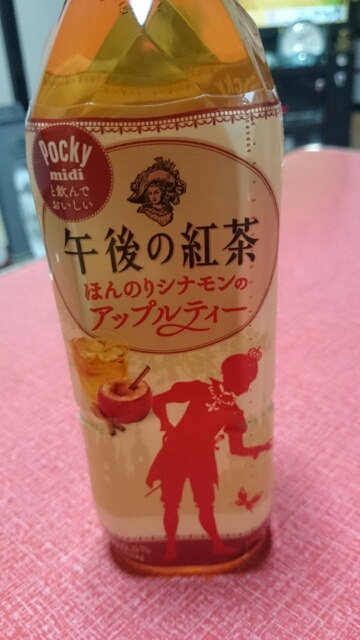 Pocky
midi
と飲んで
おいしい
午後の紅茶
ほんのりシナモンの
アップルティー